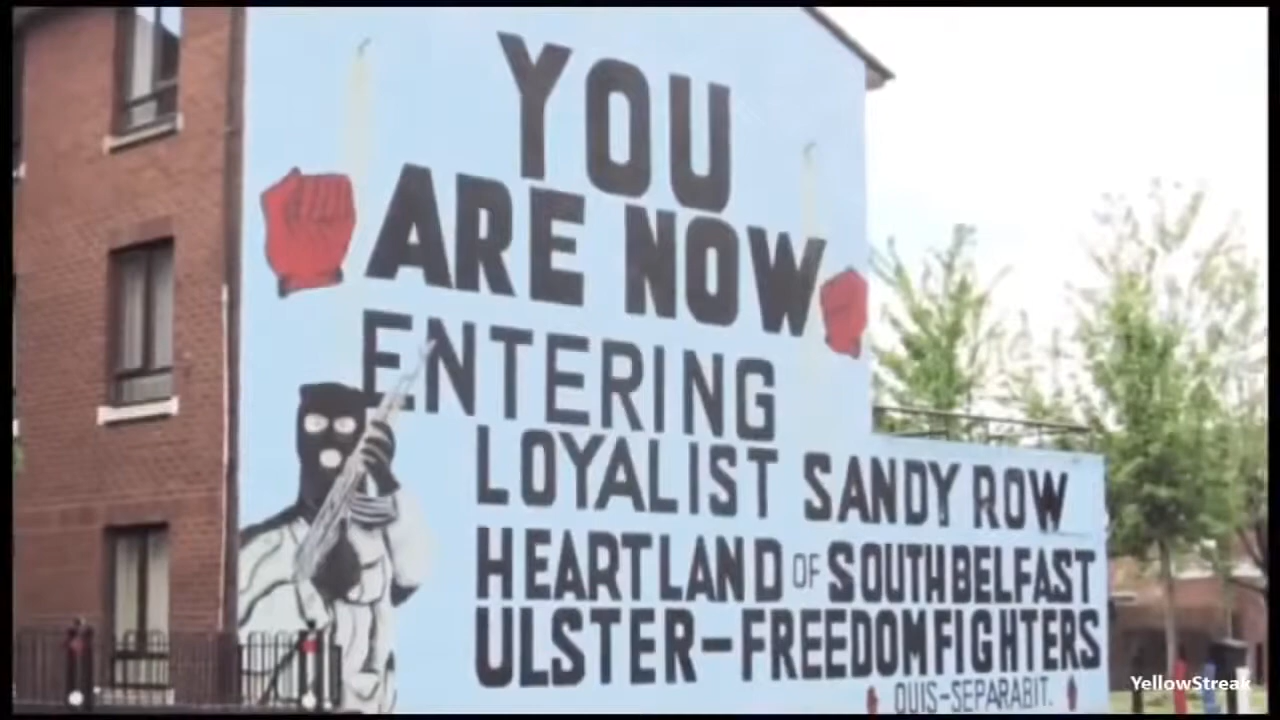 YOU
ARE NOW
ENTERING
LOYALIST SANDY ROW
HEARTLAND OF SOUTH BELFAST
ULSTER-FREEDOM FIGHTERS
QUIS-SEPARABIT.
YellowStreak